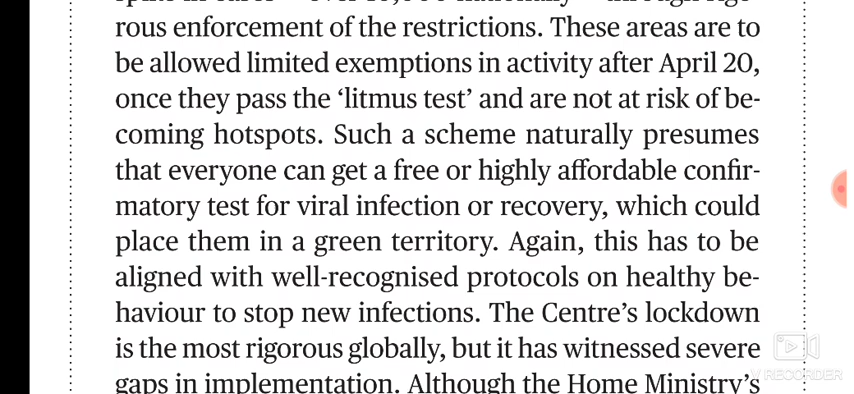 rous enforcement of the restrictions. These areas are to
be allowed limited exemptions in activity after April 20,
once they pass the ‘litmus test’ and are not at risk of be-
coming hotspots. Such a scheme naturally presumes
that everyone can get a free or highly affordable confir-
matory test for viral infection or recovery, which could
place them in a green territory. Again, this has to be
aligned with well-recognised protocols on healthy be-
haviour to stop new infections. The Centre’s lockdown
is the most rigorous globally, but it has witnessed severe
gaps in implementation. Although the Home Ministry’s
V RECORDER